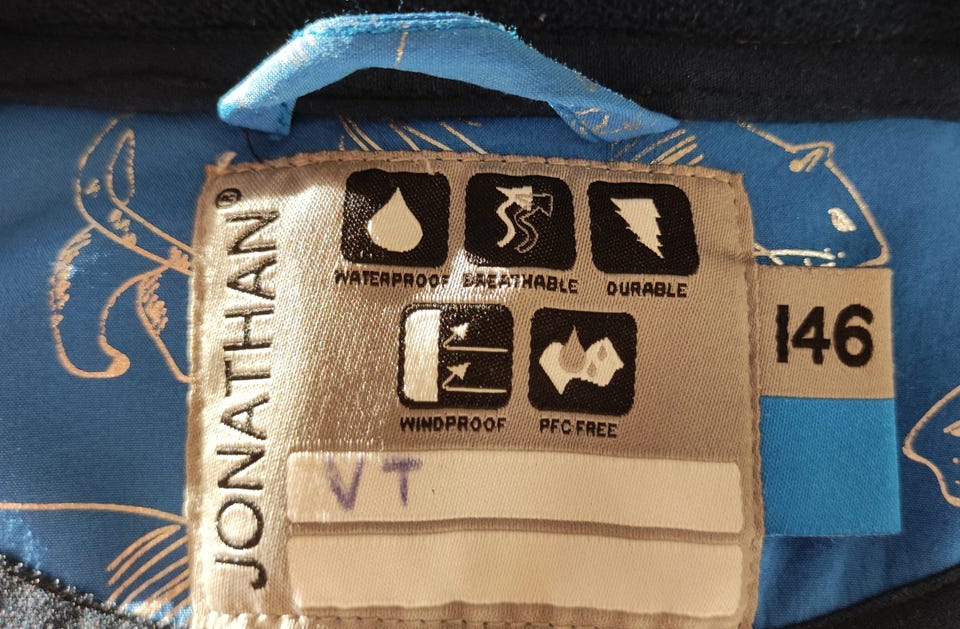 JONATHAN®
WATERPROOF BREATHABLE DURABLE
WINDPROOF PFC FREE
146
VT